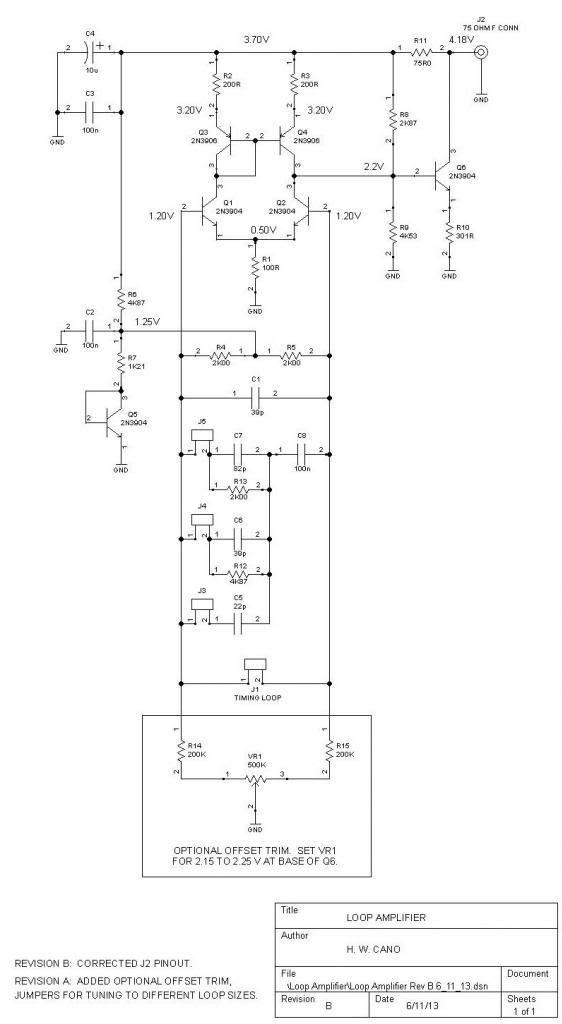 J2
75 OHM F CONN
C4
10u
3.70V
R11
75R0
4.18V
GND
C3
100n
GND
R2
200R
R3
200R
3.20V
3.20V
Q3
2N3906
Q4
2N3906
R8
2K87
2.2V
Q6
2N3904
1.20V
Q1
2N3904
Q2
2N3904
1.20V
0.50V
R1
100R
GND
R9
4K53
GND
R10
301R
GND
R6
4K87
C2
100n
GND
1.25V
R7
1K21
R4
2K00
R5
2K00
Q5
2N3904
GND
C1
39p
J5
C7
82p
C8
100n
R13
2K00
J4
C6
39p
R12
4K87
J3
C5
22p
J1
TIMING LOOP
R14
200K
VR1
500K
R15
200K
GND
OPTIONAL OFFSET TRIM. SET VR1
FOR 2.15 TO 2.25 V AT BASE OF Q6.
REVISION B: CORRECTED J2 PINOUT.
REVISION A: ADDED OPTIONAL OFFSET TRIM,
JUMPERS FOR TUNING TO DIFFERENT LOOP SIZES.
Title
LOOP AMPLIFIER
Author
H. W. CANO
File
\Loop Amplifier\Loop Amplifier Rev B 6_11_13.dsn
Document
Revision
B
Date
6/11/13
Sheets
1 of 1